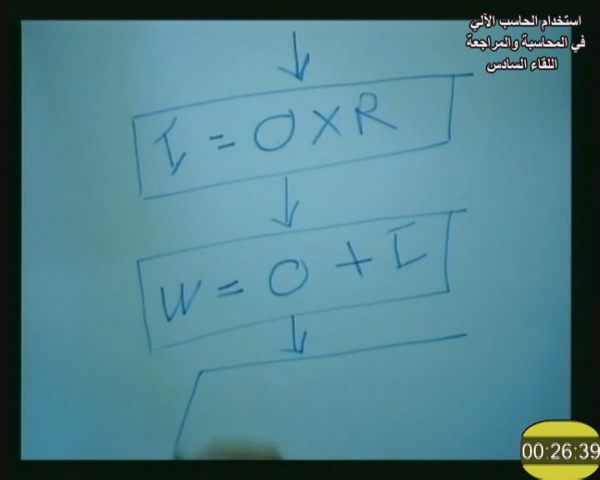 استخدام الحاسب الآلي
في المحاسبة والمراجعة
اللقاء السادس
I = O X R
W = O + I
00:26:39